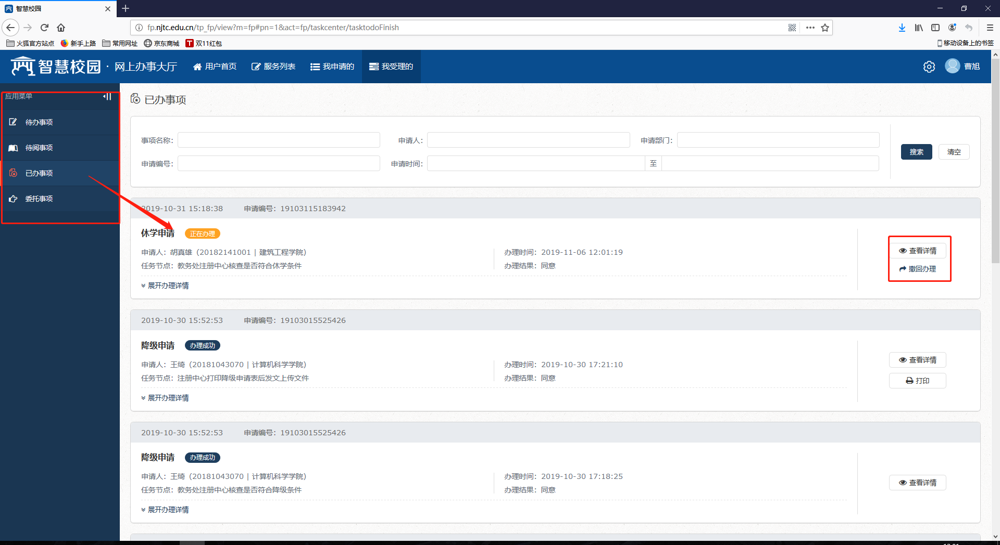 智慧校园
fp.njtc.edu.cn/tp_fp/view?m=fp#pn=1&act=fp/taskcenter/tasktodoFinish
火狐官方站点 新手上路 常用网址 京东商城 双11红包 移动设备上的书签
智慧校园 · 网上办事大厅 用户首页 服务列表 我申请的 我受理的 曹旭
应用菜单
待办事项
待阅事项
已办事项
委托事项
已办事项
事项名称: 申请人: 申请部门:
申请编号: 申请时间: 至
搜索 清空
2019-10-31 15:18:38 申请编号: 19103115183942
休学申请 正在办理
申请人: 胡真雄 (20182141001 | 建筑工程学院) 办理时间: 2019-11-06 12:01:19
任务节点: 教务处注册中心核查是否符合休学条件 办理结果: 同意
展开办理详情
查看详情
撤回办理
2019-10-30 15:52:53 申请编号: 19103015525426
降级申请 办理成功
申请人: 王绮 (20181043070 | 计算机科学学院) 办理时间: 2019-10-30 17:21:10
任务节点: 注册中心打印降级申请表后发文上传文件 办理结果: 同意
展开办理详情
查看详情
打印
2019-10-30 15:52:53 申请编号: 19103015525426
降级申请 办理成功
申请人: 王绮 (20181043070 | 计算机科学学院) 办理时间: 2019-10-30 17:18:25
任务节点: 教务处注册中心核查是否符合降级条件 办理结果: 同意
展开办理详情
查看详情